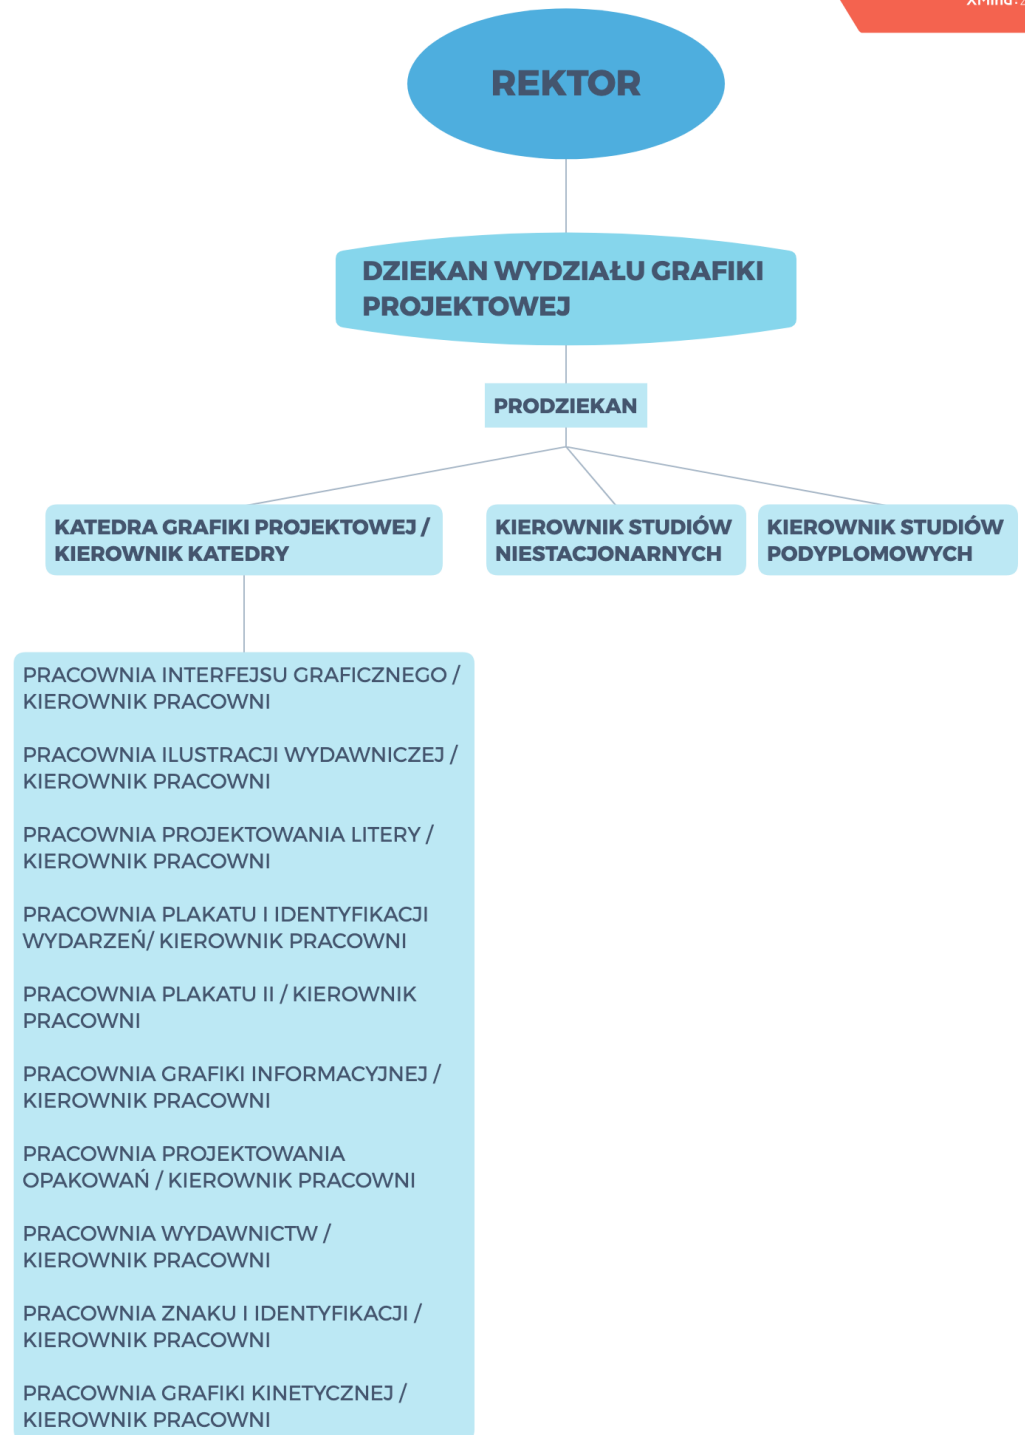 REKTOR
DZIEKAN WYDZIAŁU GRAFIKI
PROJEKTOWEJ
PRODZIEKAN
KATEDRA GRAFIKI PROJEKTOWEJ /
KIEROWNIK KATEDRY
KIEROWNIK STUDIÓW
NIESTACJONARNYCH
KIEROWNIK STUDIÓW
PODYPLOMOWYCH
PRACOWNIA INTERFEJSU GRAFICZNEGO /
KIEROWNIK PRACOWNI
PRACOWNIA ILUSTRACJI WYDAWNICZEJ /
KIEROWNIK PRACOWNI
PRACOWNIA PROJEKTOWANIA LITERY /
KIEROWNIK PRACOWNI
PRACOWNIA PLAKATU I IDENTYFIKACJI
WYDARZEŃ/ KIEROWNIK PRACOWNI
PRACOWNIA PLAKATU II / KIEROWNIK
PRACOWNI
PRACOWNIA GRAFIKI INFORMACYJNEJ /
KIEROWNIK PRACOWNI
PRACOWNIA PROJEKTOWANIA
OPAKOWAŃ / KIEROWNIK PRACOWNI
PRACOWNIA WYDAWNICTW /
KIEROWNIK PRACOWNI
PRACOWNIA ZNAKU I IDENTYFIKACJI /
KIEROWNIK PRACOWNI
PRACOWNIA GRAFIKI KINETYCZNEJ /
KIEROWNIK PRACOWNI